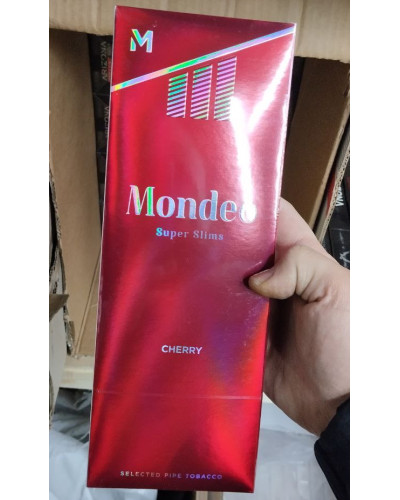 M
Mondeo
Super Slims
CHERRY
SELECTED PIPE TOBACCO